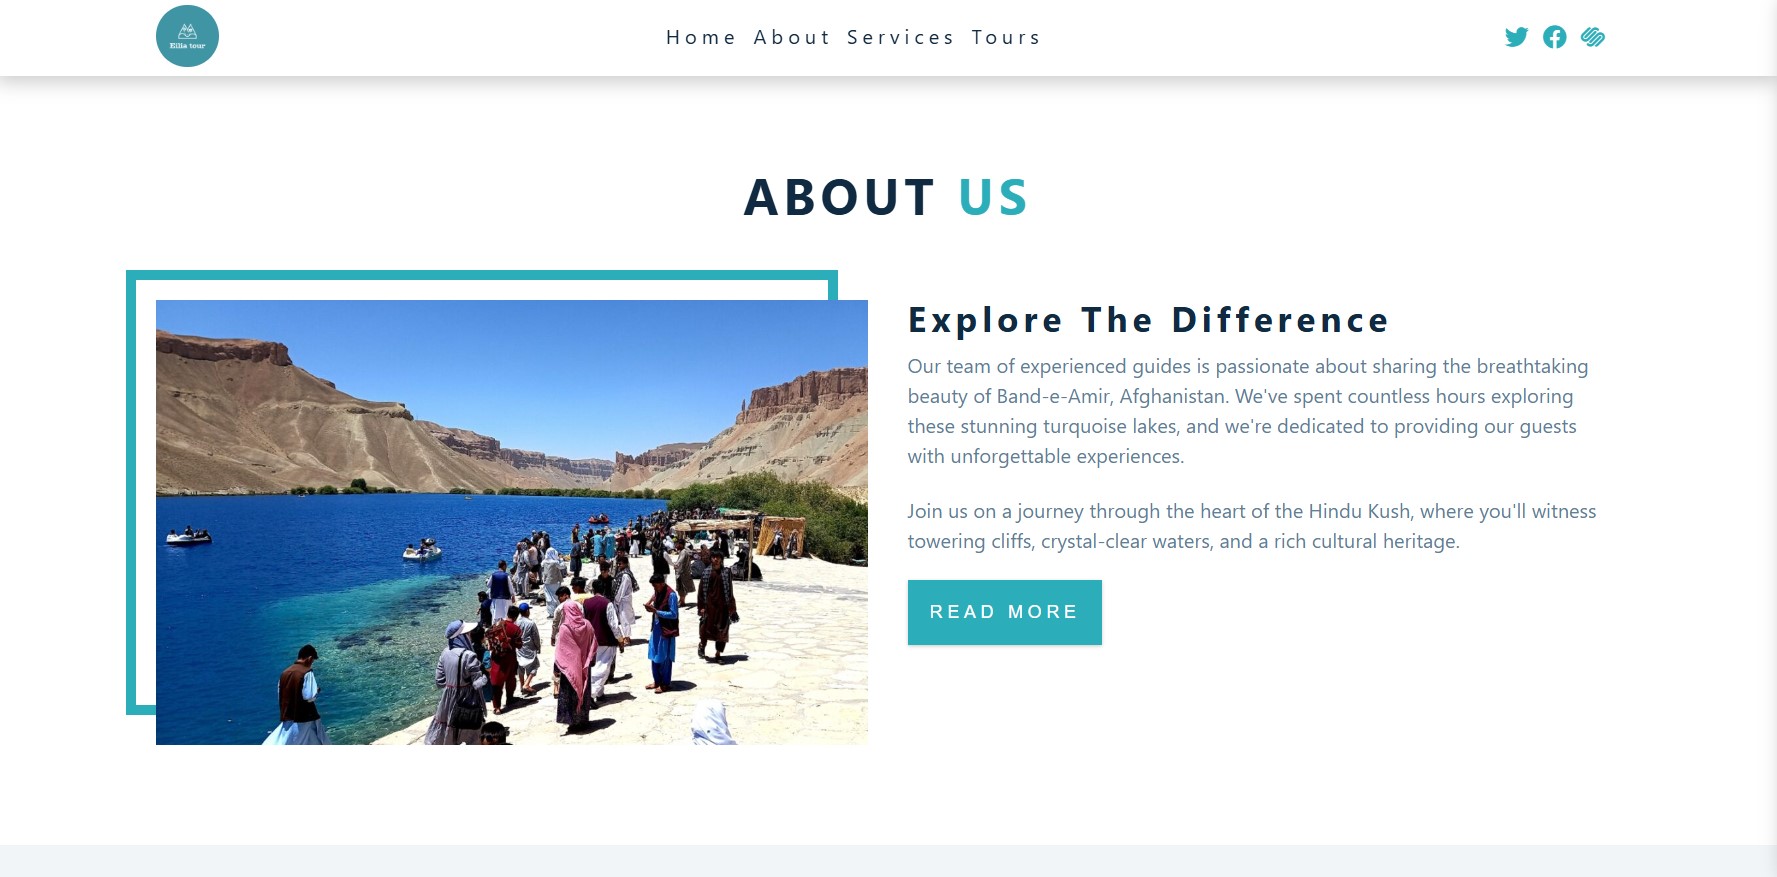 Eilia tour
Home About Services Tours
ABOUT US
Explore The Difference
Our team of experienced guides is passionate about sharing the breathtaking
beauty of Band-e-Amir, Afghanistan. We've spent countless hours exploring
these stunning turquoise lakes, and we're dedicated to providing our guests
with unforgettable experiences.
Join us on a journey through the heart of the Hindu Kush, where you'll witness
towering cliffs, crystal-clear waters, and a rich cultural heritage.
READ MORE